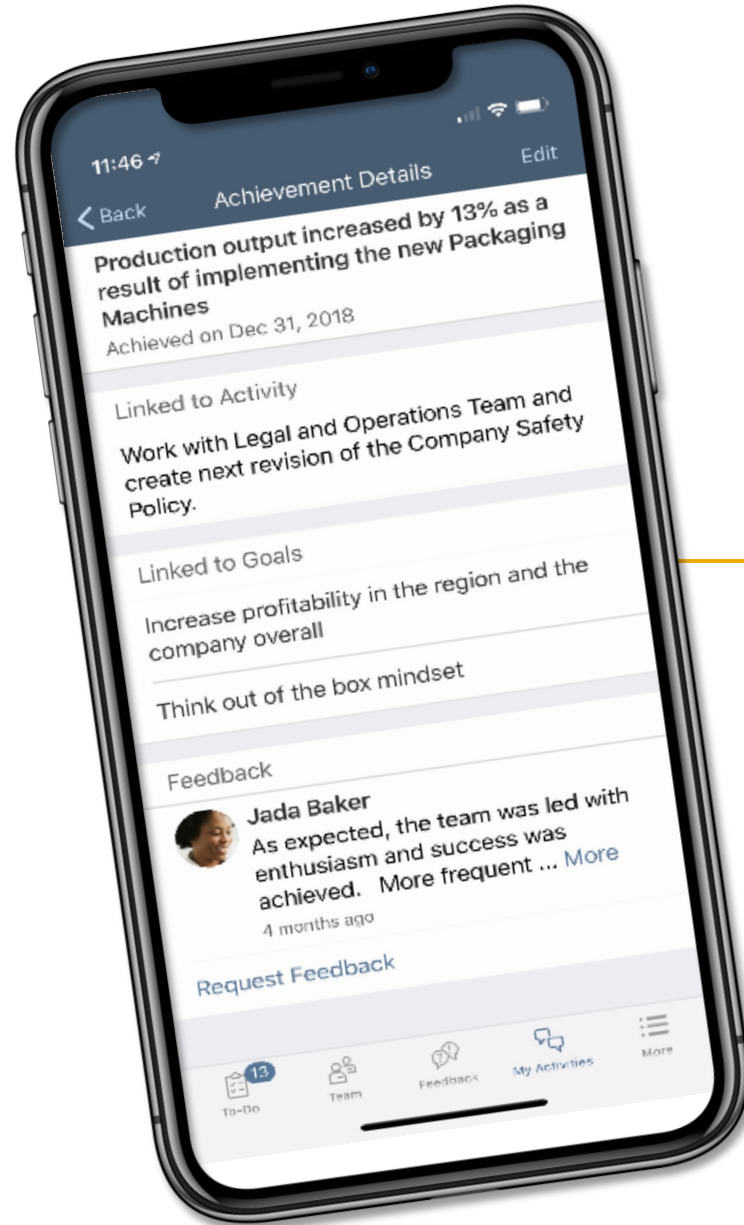 11:46
Back
Achievement Details
Edit
Production output increased by 13% as a
result of implementing the new Packaging
Machines
Achieved on Dec 31, 2018
Linked to Activity
Work with Legal and Operations Team and
create next revision of the Company Safety
Policy.
Linked to Goals
Increase profitability in the region and the
company overall
Think out of the box mindset
Feedback
Jada Baker
As expected, the team was led with
enthusiasm and success was
achieved. More frequent ... More
4 months ago
Request Feedback
13
To-Do
Team
Feedback
My Activities
More